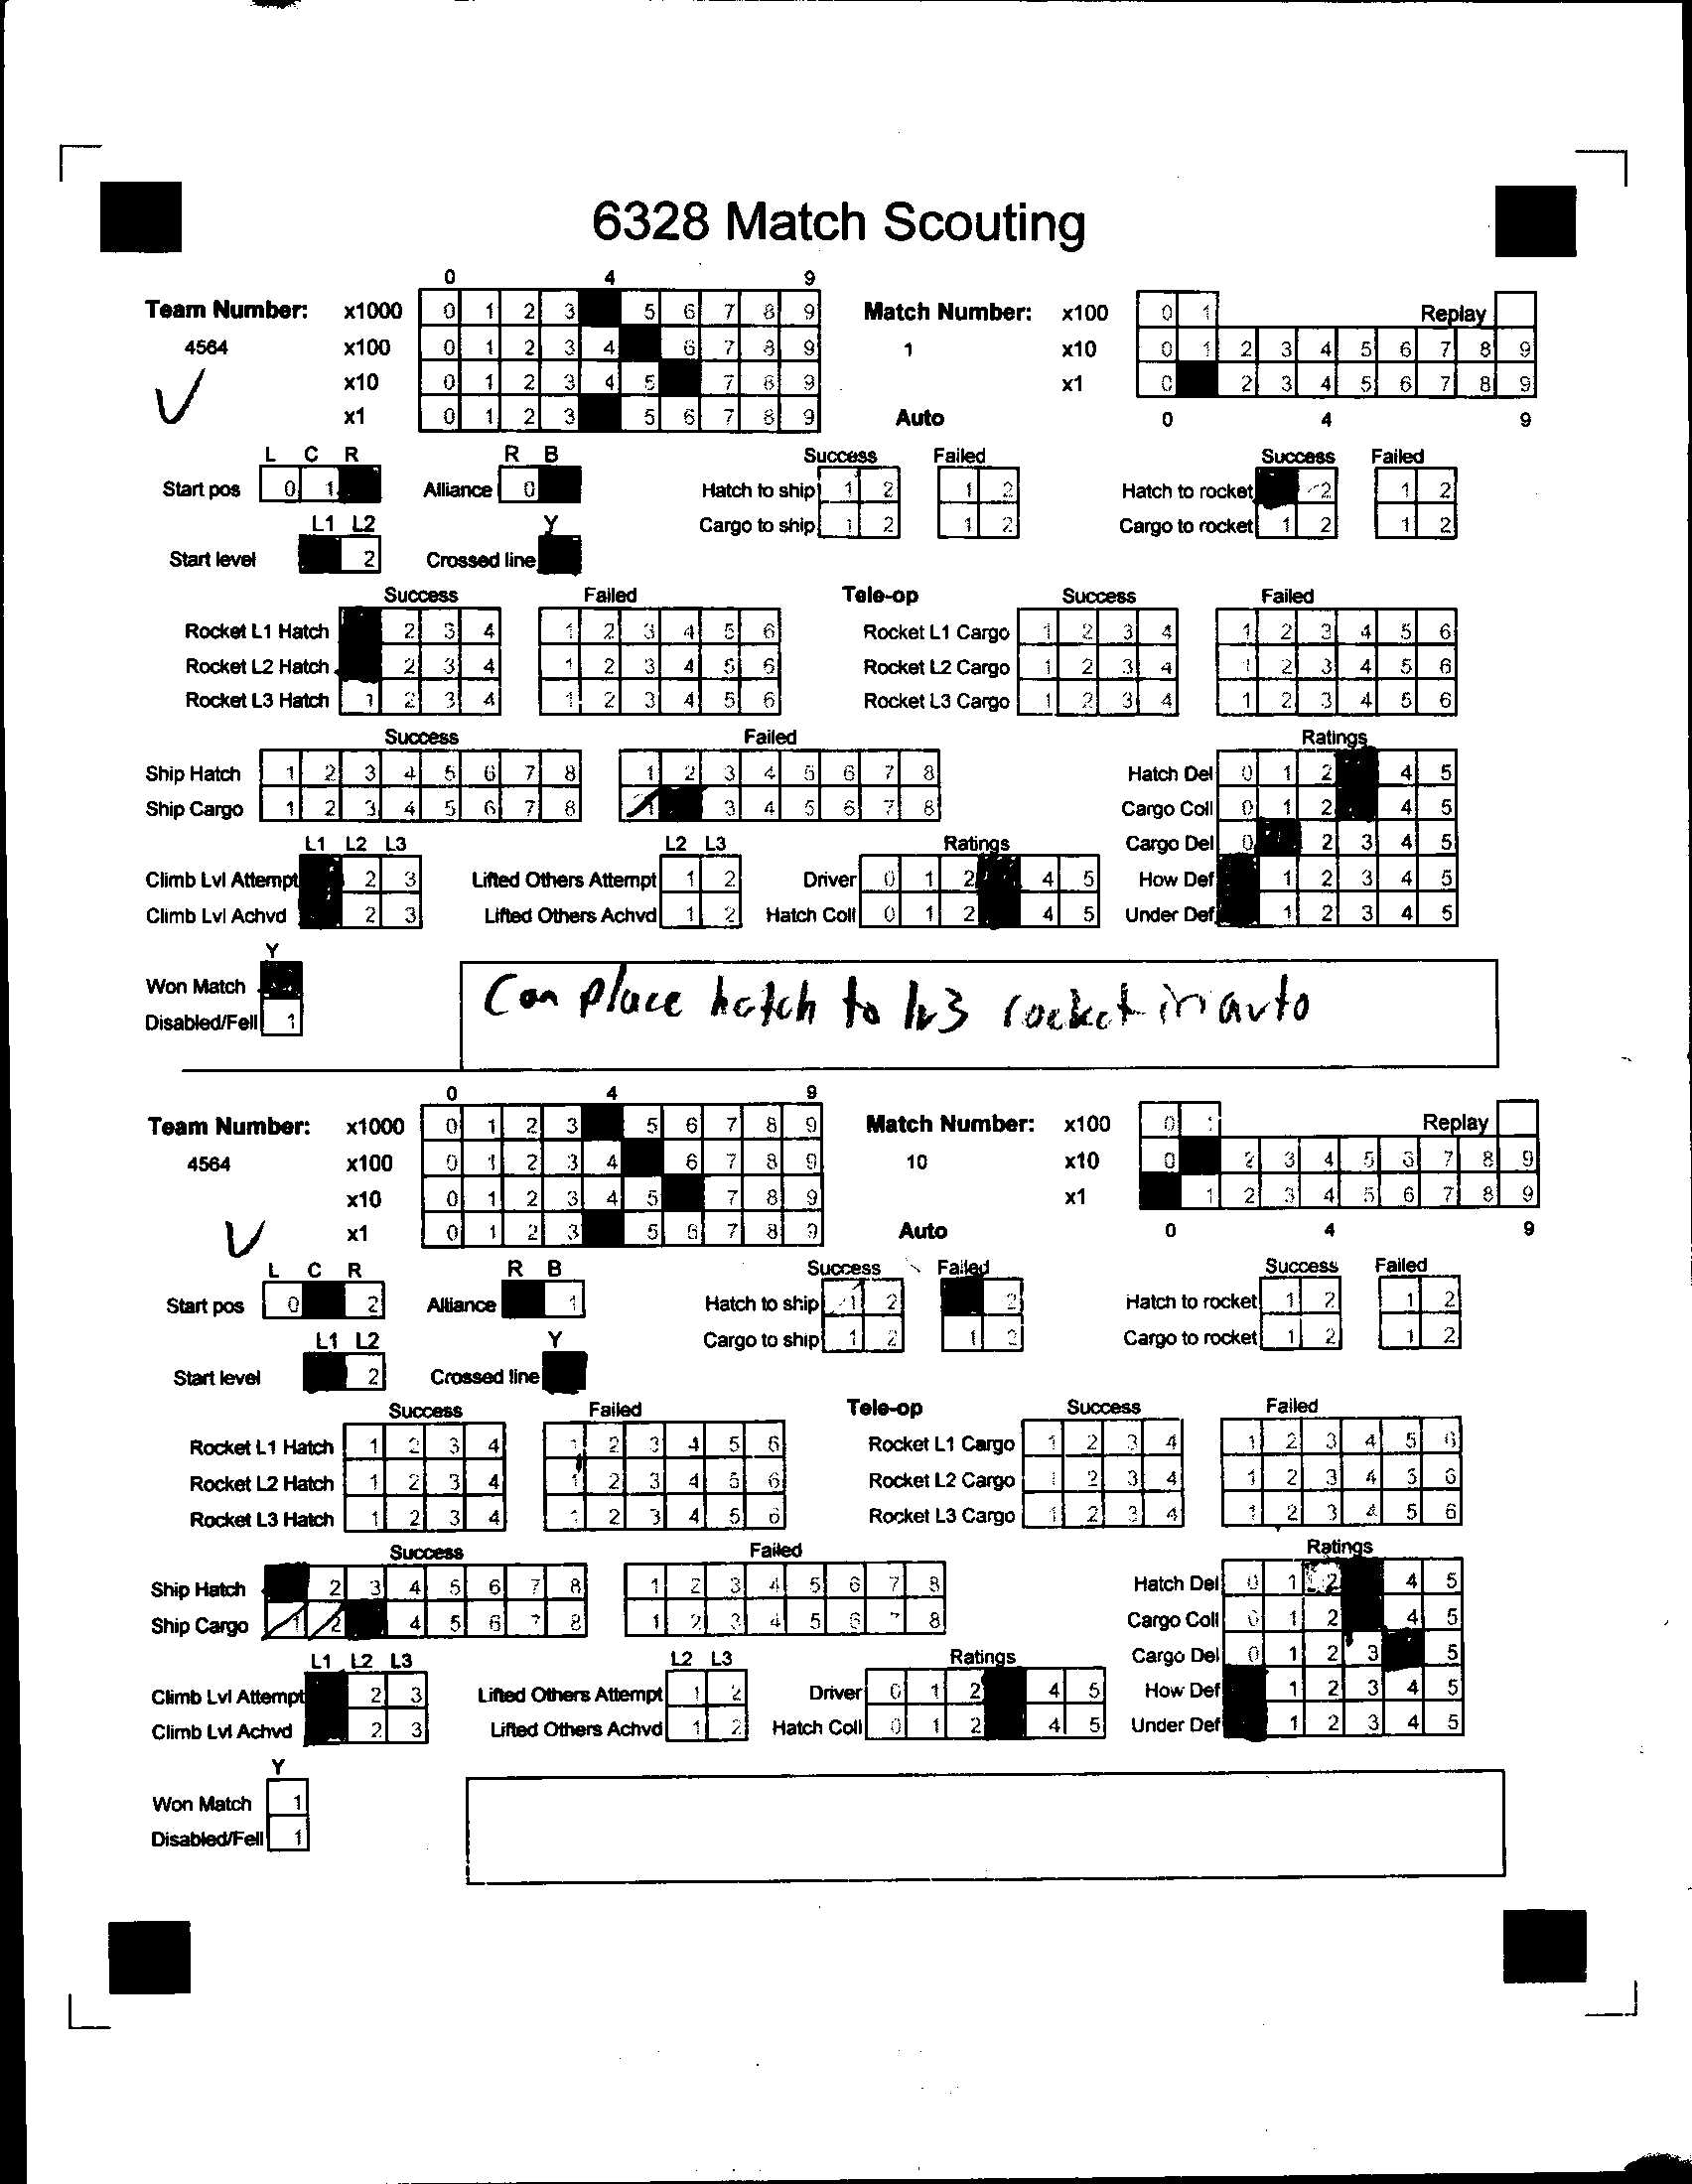 6328 Match Scouting
0 4 9
Team Number: x1000 0 1 2 3 5 6 7 8 9 Match Number: x100 0 1 Replay
4564 x100 0 1 2 3 4 6 7 8 9 1 x10 0 1 2 3 4 5 6 7 8 9
x10 0 1 2 3 4 5 7 8 9 x1 0 2 3 4 5 6 7 8 9
x1 0 1 2 3 5 6 7 8 9 Auto 0 4 9
L C R R B Success Failed Success Failed
Start pos 0 1 Alliance 0 Hatch to ship 1 2 1 2 Hatch to rocket 2 1 2
L1 L2 Y Cargo to ship 1 2 1 2 Cargo to rocket 1 2 1 2
Start level 2 Crossed line
Success Failed Tele-op Success Failed
Rocket L1 Hatch 2 3 4 1 2 3 4 5 6 Rocket L1 Cargo 1 2 3 4 1 2 3 4 5 6
Rocket L2 Hatch 2 3 4 1 2 3 4 5 6 Rocket L2 Cargo 1 2 3 4 1 2 3 4 5 6
Rocket L3 Hatch 1 2 3 4 1 2 3 4 5 6 Rocket L3 Cargo 1 2 3 4 1 2 3 4 5 6
Success Failed Ratings
Ship Hatch 1 2 3 4 5 6 7 8 1 2 3 4 5 6 7 8 Hatch Del 0 1 2 4 5
Ship Cargo 1 2 3 4 5 6 7 8 1 3 4 5 6 7 8 Cargo Coll 0 1 2 4 5
L1 L2 L3 L2 L3 Ratings Cargo Del 0 2 3 4 5
Climb Lvl Attempt 2 3 Lifted Others Attempt 1 2 Driver 0 1 2 4 5 How Def 1 2 3 4 5
Climb Lvl Achvd 2 3 Lifted Others Achvd 1 2 Hatch Coll 0 1 2 4 5 Under Def 1 2 3 4 5
Y
Won Match
Disabled/Fell 1
Can place hatch to lv3 rocket in auto
0 4 9
Team Number: x1000 0 1 2 3 5 6 7 8 9 Match Number: x100 0 1 Replay
4564 x100 0 1 2 3 4 6 7 8 9 10 x10 0 2 3 4 5 6 7 8 9
x10 0 1 2 3 4 5 7 8 9 x1 1 2 3 4 5 6 7 8 9
x1 0 1 2 3 5 6 7 8 9 Auto 0 4 9
L C R R B Success Failed Success Failed
Start pos 0 2 Alliance 1 Hatch to ship 1 2 2 Hatch to rocket 1 2 1 2
L1 L2 Y Cargo to ship 1 2 1 2 Cargo to rocket 1 2 1 2
Start level 2 Crossed line
Success Failed Tele-op Success Failed
Rocket L1 Hatch 1 2 3 4 1 2 3 4 5 6 Rocket L1 Cargo 1 2 3 4 1 2 3 4 5 6
Rocket L2 Hatch 1 2 3 4 1 2 3 4 5 6 Rocket L2 Cargo 1 2 3 4 1 2 3 4 5 6
Rocket L3 Hatch 1 2 3 4 1 2 3 4 5 6 Rocket L3 Cargo 1 2 3 4 1 2 3 4 5 6
Success Failed Ratings
Ship Hatch 2 3 4 5 6 7 8 1 2 3 4 5 6 7 8 Hatch Del 0 1 2 4 5
Ship Cargo 1 2 4 5 6 7 8 1 2 3 4 5 6 7 8 Cargo Coll 0 1 2 4 5
L1 L2 L3 L2 L3 Ratings Cargo Del 0 1 2 3 5
Climb Lvl Attempt 2 3 Lifted Others Attempt 1 2 Driver 0 1 2 4 5 How Def 1 2 3 4 5
Climb Lvl Achvd 2 3 Lifted Others Achvd 1 2 Hatch Coll 0 1 2 4 5 Under Def 1 2 3 4 5
Y
Won Match 1
Disabled/Fell 1